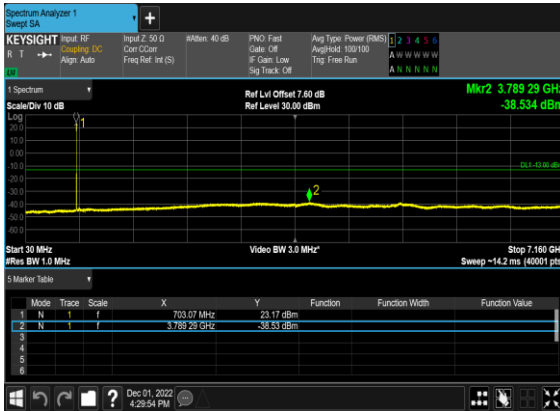 Spectrum Analyzer 1
Swept SA
+
KEYSIGHT Input: RF Input Z: 50 Ω #Atten: 40 dB PNO: Fast Avg Type: Power (RMS) 1 2 3 4 5 6
R T Coupling: DC Corr CCorr Gate: Off Avg|Hold: 100/100 A W W W W W
Align: Auto Freq Ref: Int (S) IF Gain: Low Trig: Free Run
LW Sig Track: Off A N N N N N
1 Spectrum Ref Lvl Offset 7.60 dB Mkr2 3.789 29 GHz
Scale/Div 10 dB Ref Level 30.00 dBm -38.534 dBm
Log
20.0 1
10.0
0.00
-10.0 DL1 -13.00 dBm
-20.0
-30.0 2
-40.0
-50.0
-60.0
Start 30 MHz Video BW 3.0 MHz* Stop 7.160 GHz
#Res BW 1.0 MHz Sweep ~14.2 ms (40001 pts)
5 Marker Table
Mode Trace Scale X Y Function Function Width Function Value
1 N 1 f 703.07 MHz 23.17 dBm
2 N 1 f 3.789 29 GHz -38.53 dBm
3
4
5
6
? Dec 01, 2022
4:29:54 PM